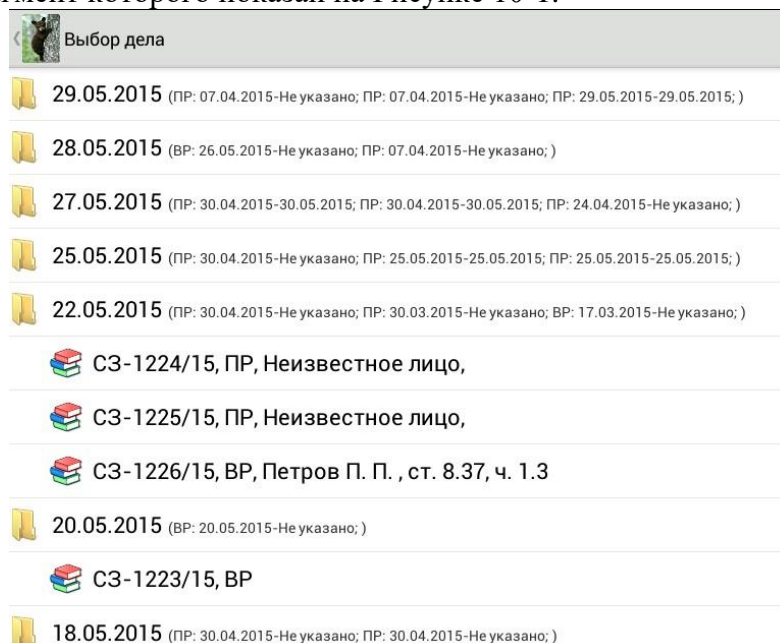 которого показан на Рисунке 10-1.
Выбор дела
29.05.2015 (ПР: 07.04.2015-Не указано; ПР: 07.04.2015-Не указано; ПР: 29.05.2015-29.05.2015; )
28.05.2015 (ВР: 26.05.2015-Не указано; ПР: 07.04.2015-Не указано; )
27.05.2015 (ПР: 30.04.2015-30.05.2015; ПР: 30.04.2015-30.05.2015; ПР: 24.04.2015-Не указано; )
25.05.2015 (ПР: 30.04.2015-Не указано; ПР: 25.05.2015-25.05.2015; ПР: 25.05.2015-25.05.2015; )
22.05.2015 (ПР: 30.04.2015-Не указано; ПР: 30.03.2015-Не указано; ВР: 17.03.2015-Не указано; )
СЗ-1224/15, ПР, Неизвестное лицо,
СЗ-1225/15, ПР, Неизвестное лицо,
СЗ-1226/15, ВР, Петров П. П. , ст. 8.37, ч. 1.3
20.05.2015 (ВР: 20.05.2015-Не указано; )
СЗ-1223/15, ВР
18.05.2015 (ПР: 30.04.2015-Не указано; ПР: 30.04.2015-Не указано; )